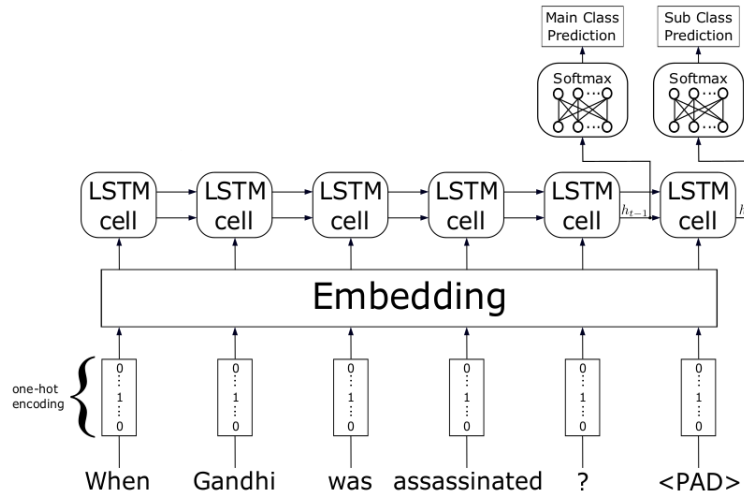 Main Class
Prediction
Sub Class
Prediction
Softmax
Softmax
LSTM
cell
LSTM
cell
LSTM
cell
LSTM
cell
LSTM
cell
LSTM
cell
h_{t-1}
h
Embedding
one-hot
encoding
0
1
0
0
1
0
0
1
0
0
1
0
0
1
0
0
1
0
When
Gandhi
was
assassinated
?
<PAD>